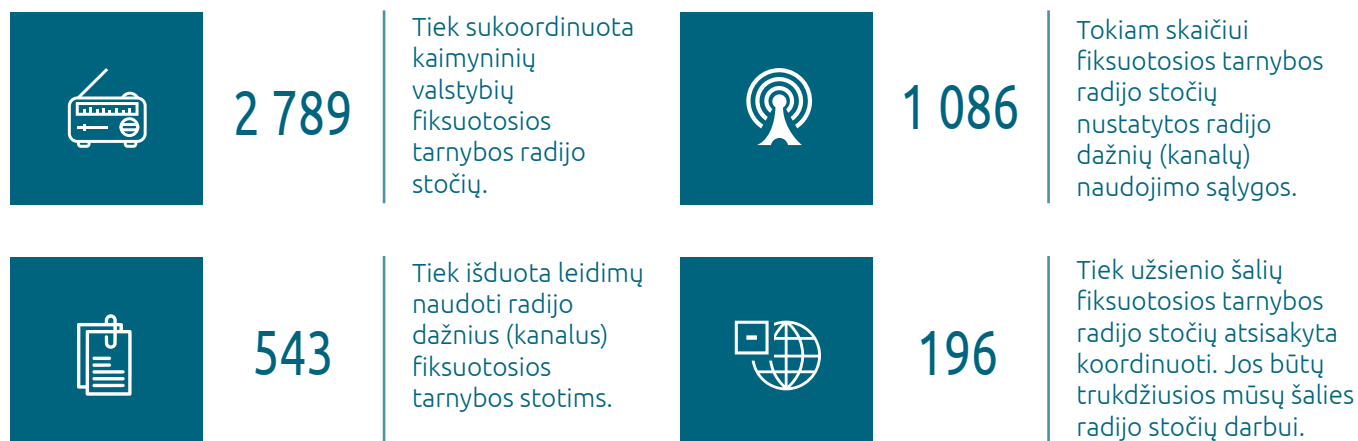 2 789
Tiek sukoordinuota
kaimyninių
valstybių
fiksuotosios
tarnybos radijo
stočių.
1 086
Tokiam skaičiui
fiksuotosios tarnybos
radijo stočių
nustatytos radijo
dažnių (kanalų)
naudojimo sąlygos.
543
Tiek išduota leidimų
naudoti radijo
dažnius (kanalus)
fiksuotosios
tarnybos stotims.
196
Tiek užsienio šalių
fiksuotosios tarnybos
radijo stočių atsisakyta
koordinuoti. Jos būtų
trukdžiusios mūsų šalies
radijo stočių darbui.